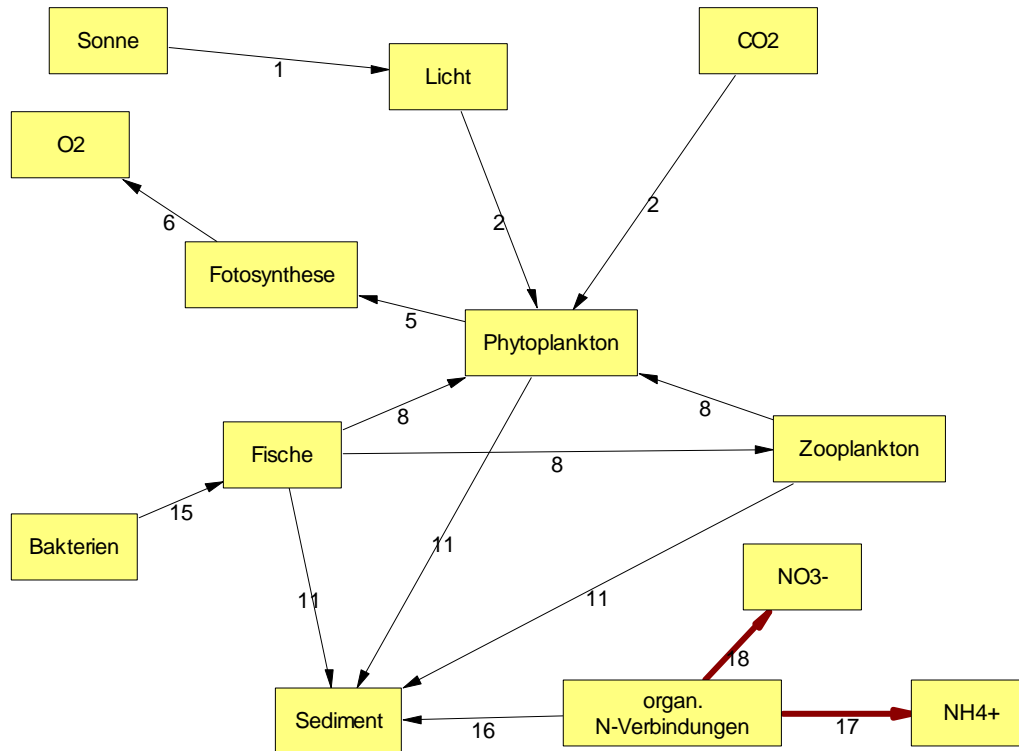 Sonne
CO2
Licht
1
O2
2
2
6
Fotosynthese
5
Phytoplankton
8
8
Fische
Zooplankton
8
15
Bakterien
11
NO3-
11
11
18
organ.
N-Verbindungen
NH4+
Sediment
16
17